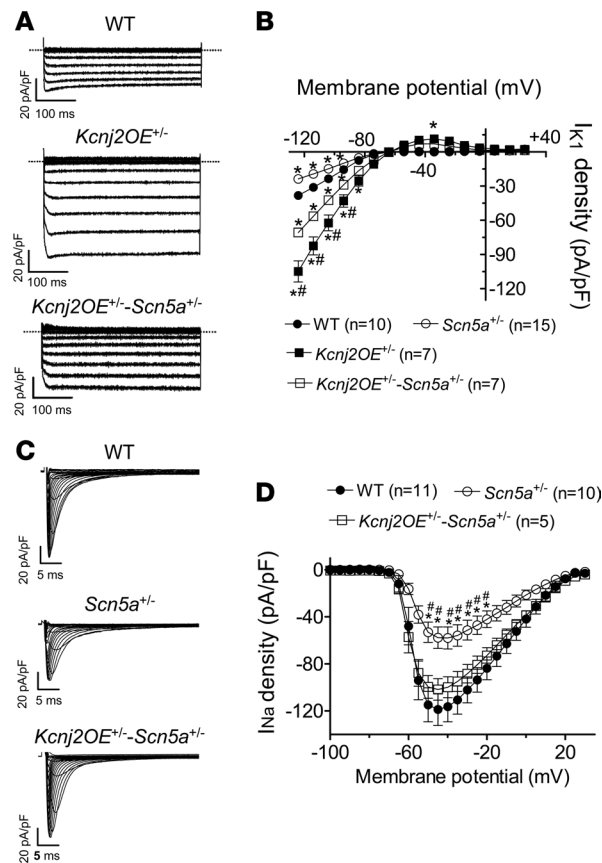 A
WT
20 pA/pF
100 ms
Kcnj2OE+/-
20 pA/pF
100 ms
Kcnj2OE+/--Scn5a+/-
20 pA/pF
100 ms
B
Membrane potential (mV)
-120 -80 -40 +40
-30
-60
-90
-120
IK1 density (pA/pF)
*
* * * *
* * * * *
*# *# *# *#
WT (n=10) Scn5a+/- (n=15)
Kcnj2OE+/- (n=7)
Kcnj2OE+/--Scn5a+/- (n=7)
C
WT
20 pA/pF
5 ms
Scn5a+/-
20 pA/pF
5 ms
Kcnj2OE+/--Scn5a+/-
20 pA/pF
5 ms
D
WT (n=11) Scn5a+/- (n=10)
Kcnj2OE+/--Scn5a+/- (n=5)
INa density (pA/pF)
0
-40
-80
-120
# # # # # # #
* * * * * * *
-100 -80 -60 -40 -20 0 20
Membrane potential (mV)